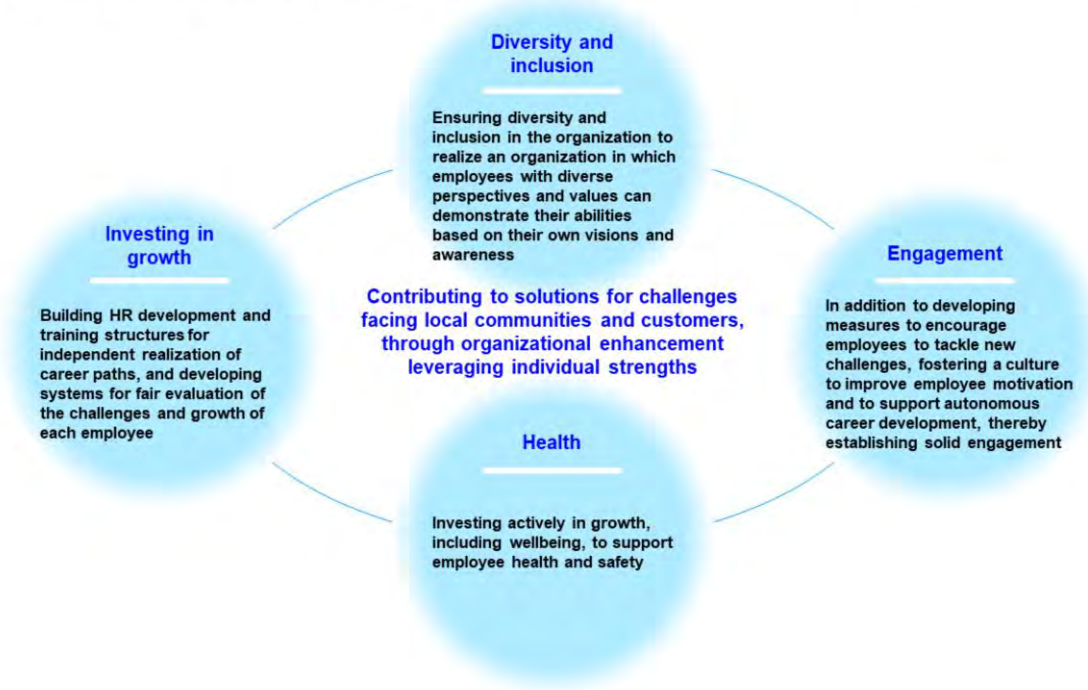 Diversity and
inclusion
Ensuring diversity and
inclusion in the organization to
realize an organization in which
employees with diverse
perspectives and values can
demonstrate their abilities
based on their own visions and
awareness
Investing in
growth
Building HR development and
training structures for
independent realization of
career paths, and developing
systems for fair evaluation of
the challenges and growth of
each employee
Contributing to solutions for challenges
facing local communities and customers,
through organizational enhancement
leveraging individual strengths
Engagement
In addition to developing
measures to encourage
employees to tackle new
challenges, fostering a culture
to improve employee motivation
and to support autonomous
career development, thereby
establishing solid engagement
Health
Investing actively in growth,
including wellbeing, to support
employee health and safety